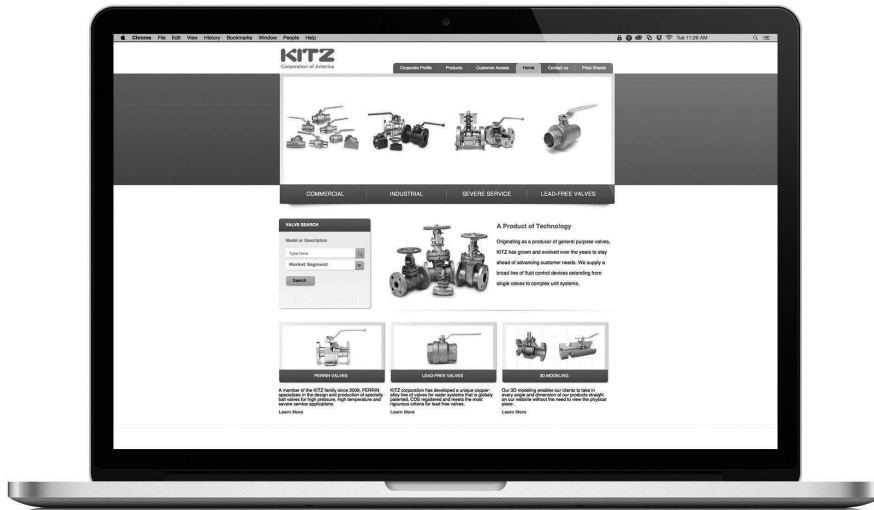 Chrome File Edit View History Bookmarks Window People Help
Tue 11:28 AM
KITZ
Corporation of America
Corporate Profile Products Customer Access Home Contact us Price Sheets
COMMERCIAL INDUSTRIAL SEVERE SERVICE LEAD-FREE VALVES
VALVE SEARCH
Model or Description
Type Here
Market Segment
Search
A Product of Technology
Originating as a producer of general purpose valves,
KITZ has grown and evolved over the years to stay
ahead of advancing customer needs. We supply a
broad line of fluid control devices extending from
single valves to complex unit systems.
PERRIN VALVES
A member of the KITZ family since 2009, PERRIN
specializes in the design and production of specialty
ball valves for high pressure, high temperature and
severe service applications
Learn More
LEAD-FREE VALVES
KITZ corporation has developed a unique copper-
alloy line of valves for water systems that is globally
patented, CDS registered and meets the most
rigourous criteria for lead free valves.
Learn More
3D MODELING
Our 3D modeling enables our clients to take in
every angle and dimension of our products straight
on our website without the need to view the physical
piece .
Learn More